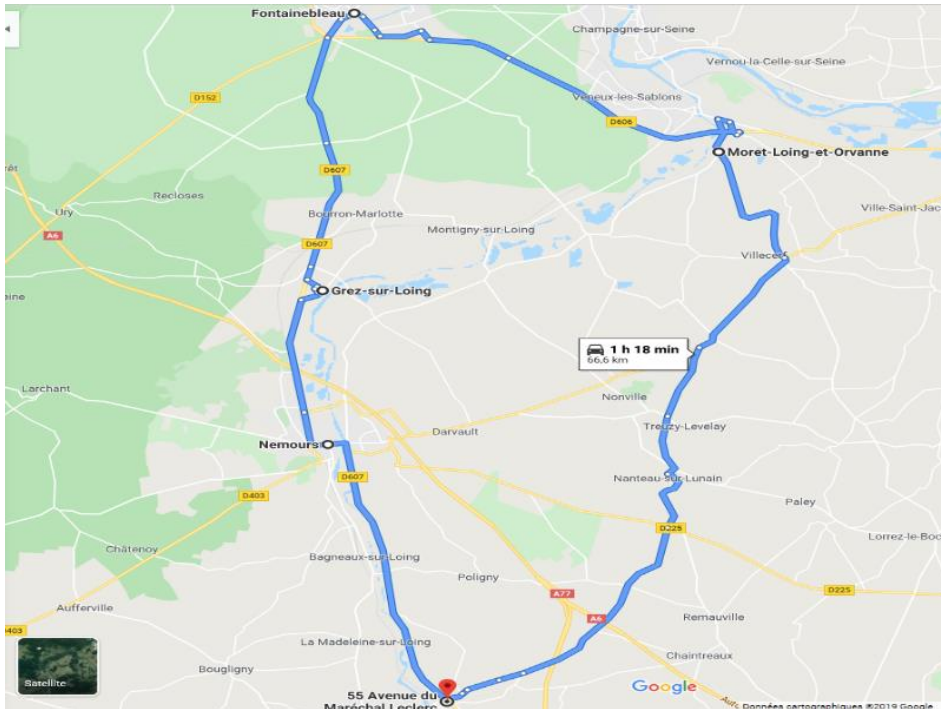 Fontainebleau
Champagne-sur-Seine
Vernou-la-Celle-sur-Seine
D152
Veneux-les-Sablons
D606
Moret-Loing-et-Orvanne
D607
Recloses
Ury
A6
Bourron-Marlotte
Montigny-sur-Loing
Ville-Saint-Jac
D607
Villecerf
Grez-sur-Loing
1 h 18 min
66,6 km
Larchant
Nonville
Treuzy-Levelay
Darvault
Nemours
Nanteau-sur-Lunain
D607
D403
Paley
D225
Lorrez-le-Boc
Châtenoy
Bagneaux-sur-Loing
Poligny
D225
A77
Aufferville
A6
Remauville
D403
La Madeleine-sur-Loing
Chaintreaux
Bougligny
Satellite
Google
55 Avenue du
Maréchal Leclerc
Données cartographiques ©2019 Google